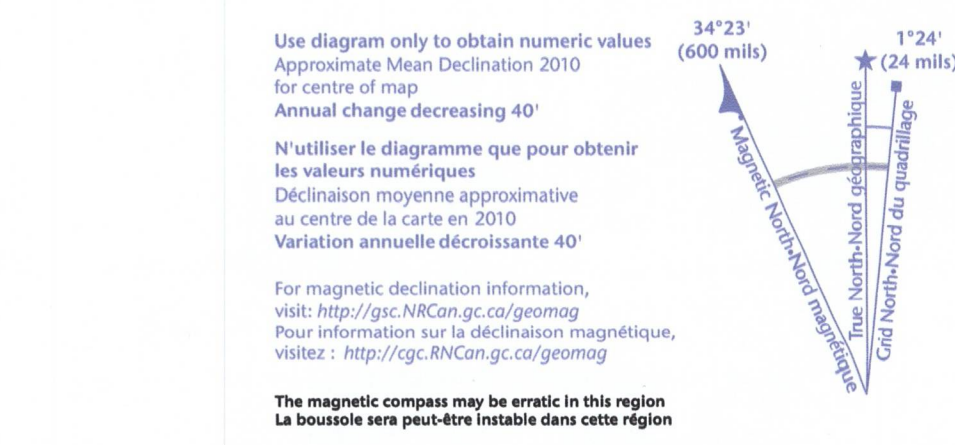 Use diagram only to obtain numeric values
Approximate Mean Declination 2010
for centre of map
Annual change decreasing 40'
N'utiliser le diagramme que pour obtenir
les valeurs numériques
Déclinaison moyenne approximative
au centre de la carte en 2010
Variation annuelle décroissante 40'
For magnetic declination information,
visit: http://gsc.NRCan.gc.ca/geomag
Pour information sur la déclinaison magnétique,
visitez : http://cgc.RNCan.gc.ca/geomag
The magnetic compass may be erratic in this region
La boussole sera peut-être instable dans cette région
34°23'
(600 mils)
1°24'
(24 mils)
Magnetic North•Nord magnétique
True North•Nord géographique
Grid North•Nord du quadrillage